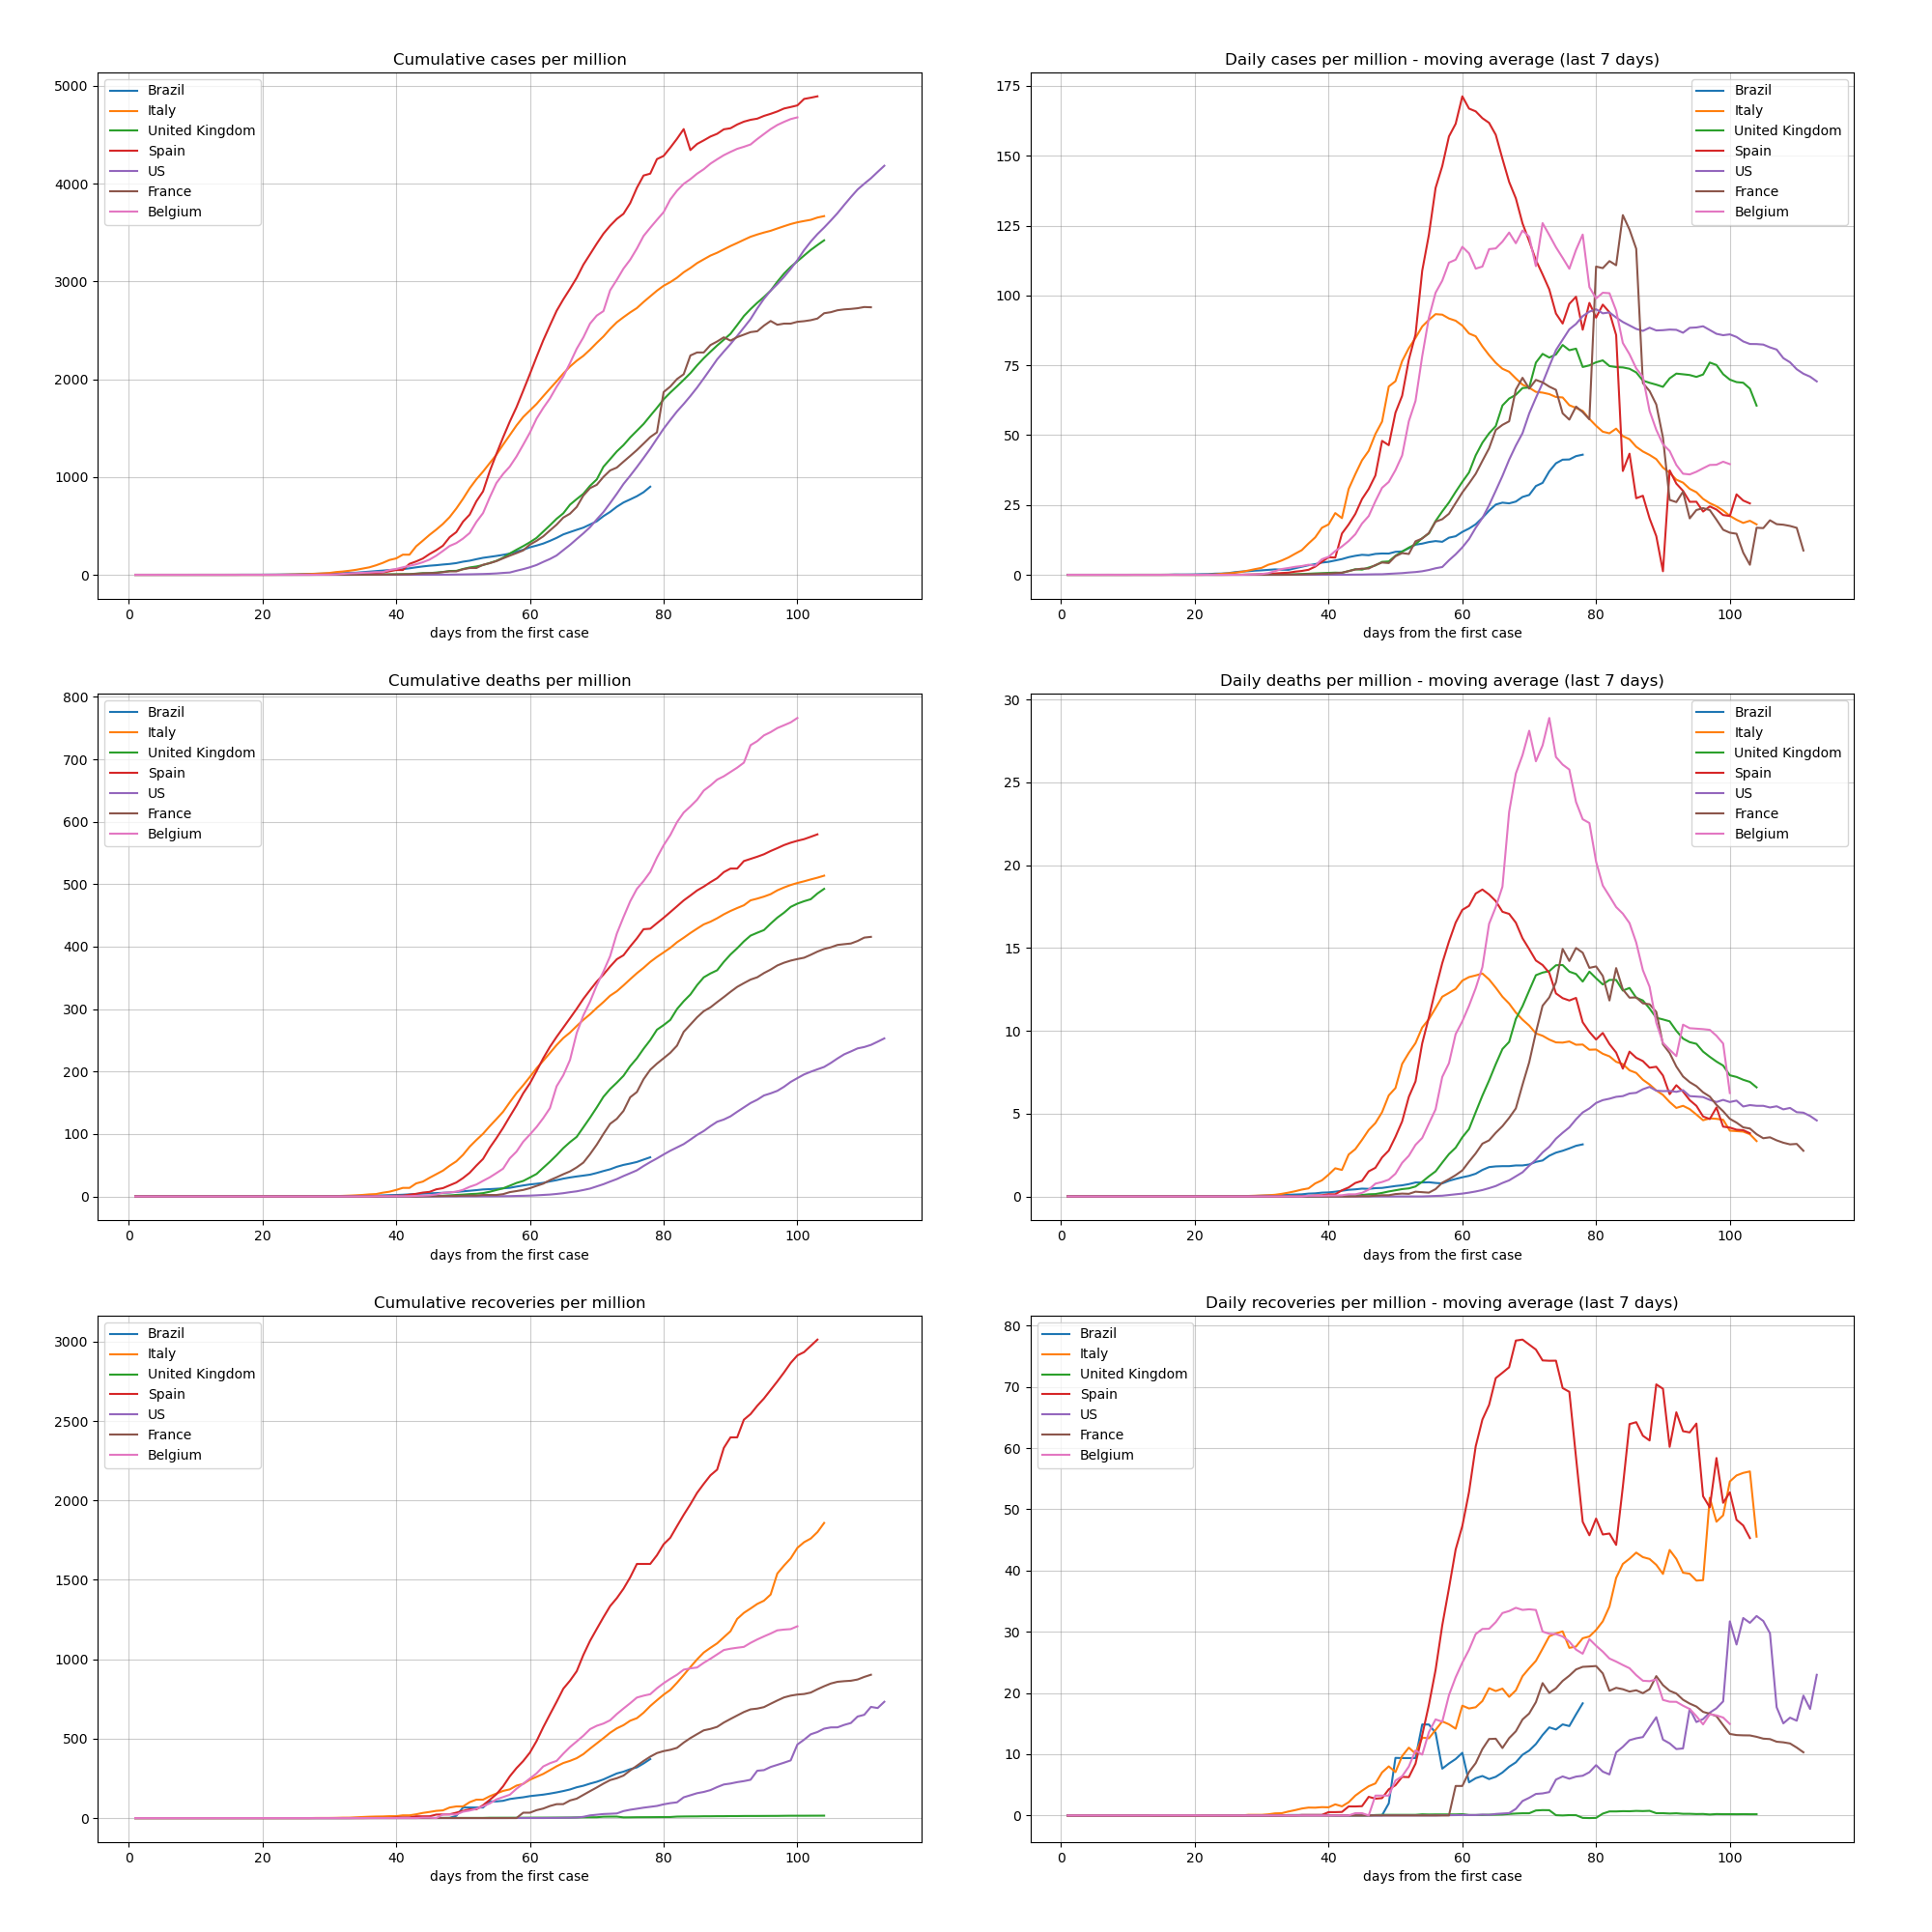 Cumulative cases per million
5000
4000
3000
2000
1000
0
Brazil
Italy
United Kingdom
Spain
US
France
Belgium
0 20 40 60 80 100
days from the first case
Daily cases per million - moving average (last 7 days)
175
150
125
100
75
50
25
0
Brazil
Italy
United Kingdom
Spain
US
France
Belgium
0 20 40 60 80 100
days from the first case
Cumulative deaths per million
800
700
600
500
400
300
200
100
0
Brazil
Italy
United Kingdom
Spain
US
France
Belgium
0 20 40 60 80 100
days from the first case
Daily deaths per million - moving average (last 7 days)
30
25
20
15
10
5
0
Brazil
Italy
United Kingdom
Spain
US
France
Belgium
0 20 40 60 80 100
days from the first case
Cumulative recoveries per million
3000
2500
2000
1500
1000
500
0
Brazil
Italy
United Kingdom
Spain
US
France
Belgium
0 20 40 60 80 100
days from the first case
Daily recoveries per million - moving average (last 7 days)
80
70
60
50
40
30
20
10
0
Brazil
Italy
United Kingdom
Spain
US
France
Belgium
0 20 40 60 80 100
days from the first case